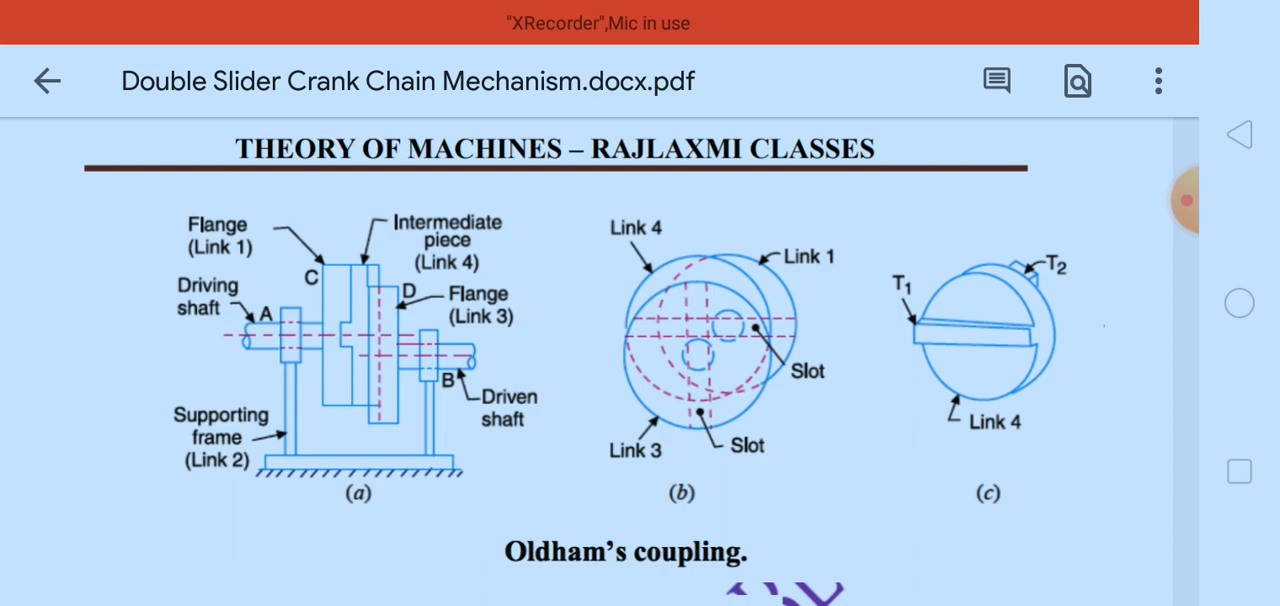 "XRecorder",Mic in use
Double Slider Crank Chain Mechanism.docx.pdf
THEORY OF MACHINES – RAJLAXMI CLASSES
Flange
(Link 1)
Intermediate
piece
(Link 4)
C
Driving
shaft
A
D
Flange
(Link 3)
B
Driven
shaft
Supporting
frame
(Link 2)
(a)
Link 4
Link 1
Slot
Link 3
Slot
(b)
T1
T2
Link 4
(c)
Oldham’s coupling.